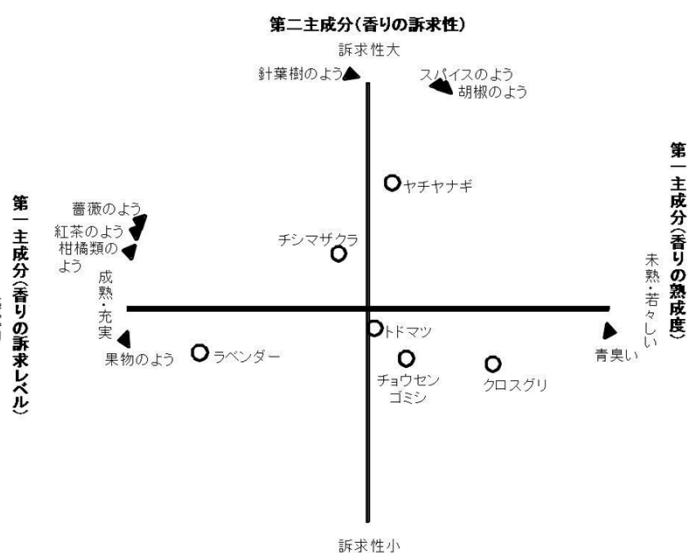 第二主成分(香りの訴求性)
訴求性大
針葉樹のよう
スパイスのよう
胡椒のよう
ヤチヤナギ
第一主成分(香りの熟成度)
未熟・若々しい
第一主成分(香りの訴求レベル)
薔薇のよう
紅茶のよう
柑橘類の
よう
チシマザクラ
成熟・充実
トドマツ
果物のよう
ラベンダー
チョウセン
ゴミシ
クロスグリ
青臭い
訴求性小